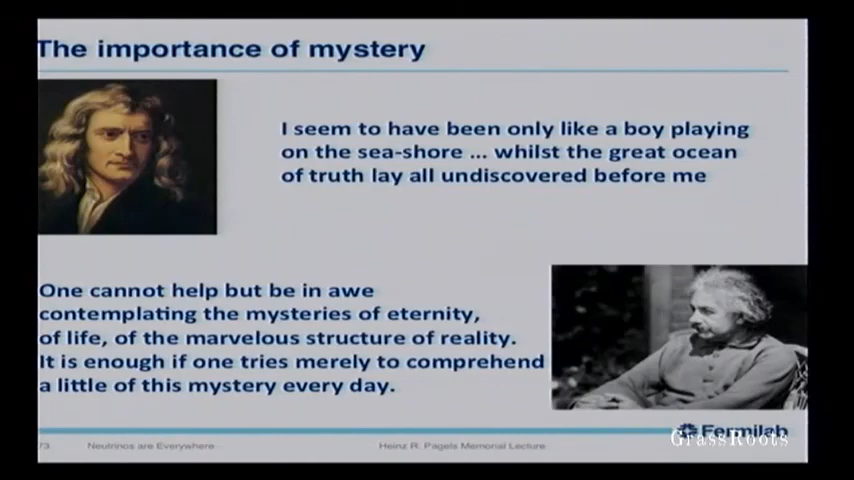 The importance of mystery
I seem to have been only like a boy playing
on the sea-shore ... whilst the great ocean
of truth lay all undiscovered before me
One cannot help but be in awe
contemplating the mysteries of eternity,
of life, of the marvelous structure of reality.
It is enough if one tries merely to comprehend
a little of this mystery every day.
Fermilab
GrassRoots
73 Neutrinos are Everywhere Heinz R. Pagels Memorial Lecture